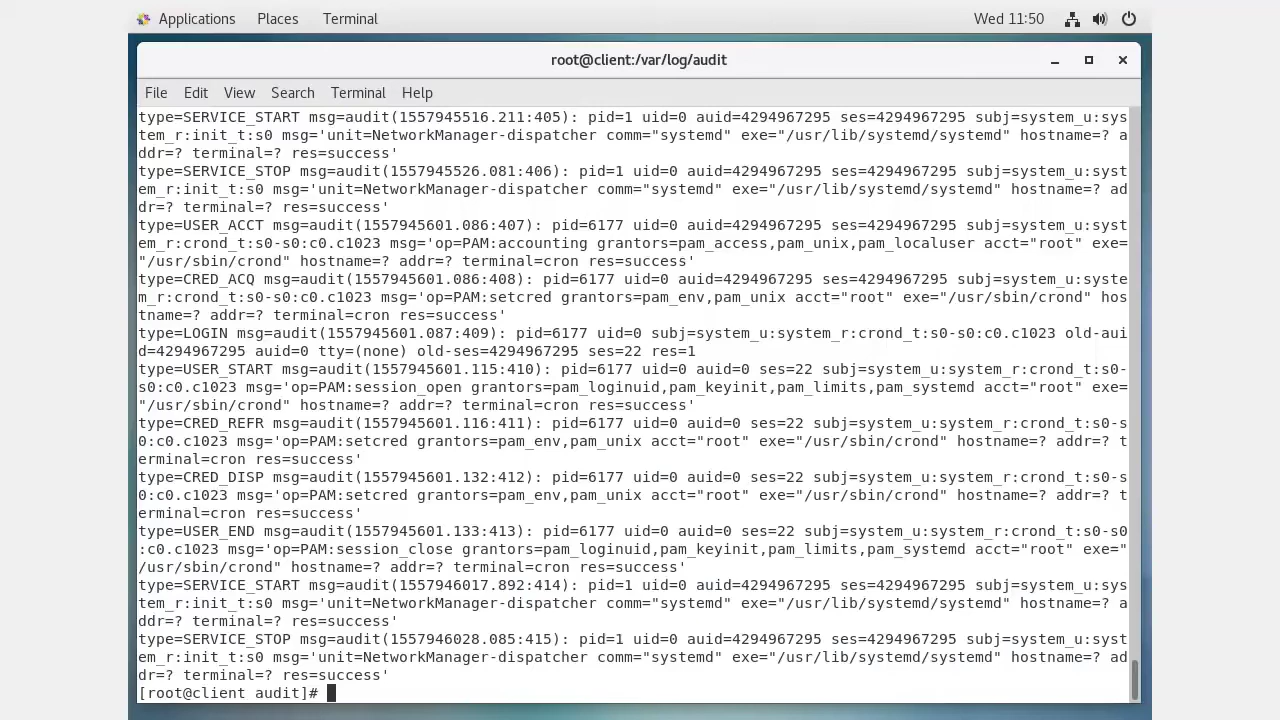 Applications Places Terminal Wed 11:50
root@client:/var/log/audit
File Edit View Search Terminal Help
type=SERVICE_START msg=audit(1557945516.211:405): pid=1 uid=0 auid=4294967295 ses=4294967295 subj=system_u:sys
tem_r:init_t:s0 msg='unit=NetworkManager-dispatcher comm="systemd" exe="/usr/lib/systemd/systemd" hostname=? a
ddr=? terminal=? res=success'
type=SERVICE_STOP msg=audit(1557945526.081:406): pid=1 uid=0 auid=4294967295 ses=4294967295 subj=system_u:syst
em_r:init_t:s0 msg='unit=NetworkManager-dispatcher comm="systemd" exe="/usr/lib/systemd/systemd" hostname=? ad
dr=? terminal=? res=success'
type=USER_ACCT msg=audit(1557945601.086:407): pid=6177 uid=0 auid=4294967295 ses=4294967295 subj=system_u:syst
em_r:crond_t:s0-s0:c0.c1023 msg='op=PAM:accounting grantors=pam_access,pam_unix,pam_localuser acct="root" exe=
"/usr/sbin/crond" hostname=? addr=? terminal=cron res=success'
type=CRED_ACQ msg=audit(1557945601.086:408): pid=6177 uid=0 auid=4294967295 ses=4294967295 subj=system_u:syste
m_r:crond_t:s0-s0:c0.c1023 msg='op=PAM:setcred grantors=pam_env,pam_unix acct="root" exe="/usr/sbin/crond" hos
tname=? addr=? terminal=cron res=success'
type=LOGIN msg=audit(1557945601.087:409): pid=6177 uid=0 subj=system_u:system_r:crond_t:s0-s0:c0.c1023 old-aui
d=4294967295 auid=0 tty=(none) old-ses=4294967295 ses=22 res=1
type=USER_START msg=audit(1557945601.115:410): pid=6177 uid=0 auid=0 ses=22 subj=system_u:system_r:crond_t:s0-
s0:c0.c1023 msg='op=PAM:session_open grantors=pam_loginuid,pam_keyinit,pam_limits,pam_systemd acct="root" exe=
"/usr/sbin/crond" hostname=? addr=? terminal=cron res=success'
type=CRED_REFR msg=audit(1557945601.116:411): pid=6177 uid=0 auid=0 ses=22 subj=system_u:system_r:crond_t:s0-s
0:c0.c1023 msg='op=PAM:setcred grantors=pam_env,pam_unix acct="root" exe="/usr/sbin/crond" hostname=? addr=? t
erminal=cron res=success'
type=CRED_DISP msg=audit(1557945601.132:412): pid=6177 uid=0 auid=0 ses=22 subj=system_u:system_r:crond_t:s0-s
0:c0.c1023 msg='op=PAM:setcred grantors=pam_env,pam_unix acct="root" exe="/usr/sbin/crond" hostname=? addr=? t
erminal=cron res=success'
type=USER_END msg=audit(1557945601.133:413): pid=6177 uid=0 auid=0 ses=22 subj=system_u:system_r:crond_t:s0-s0
:c0.c1023 msg='op=PAM:session_close grantors=pam_loginuid,pam_keyinit,pam_limits,pam_systemd acct="root" exe="
/usr/sbin/crond" hostname=? addr=? terminal=cron res=success'
type=SERVICE_START msg=audit(1557946017.892:414): pid=1 uid=0 auid=4294967295 ses=4294967295 subj=system_u:sys
tem_r:init_t:s0 msg='unit=NetworkManager-dispatcher comm="systemd" exe="/usr/lib/systemd/systemd" hostname=? a
ddr=? terminal=? res=success'
type=SERVICE_STOP msg=audit(1557946028.085:415): pid=1 uid=0 auid=4294967295 ses=4294967295 subj=system_u:syst
em_r:init_t:s0 msg='unit=NetworkManager-dispatcher comm="systemd" exe="/usr/lib/systemd/systemd" hostname=? ad
dr=? terminal=? res=success'
[root@client audit]#